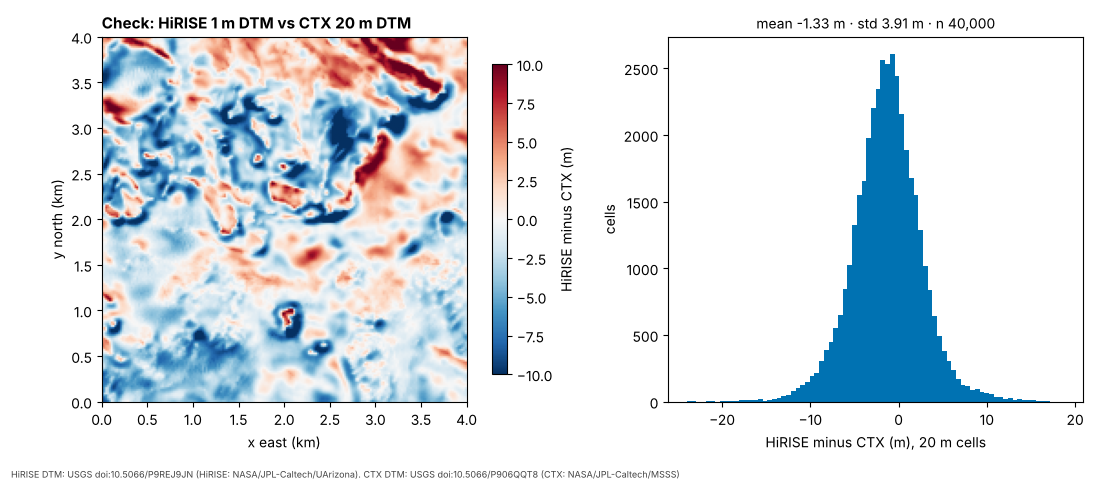 Check: HiRISE 1 m DTM vs CTX 20 m DTM
4.0
3.5
3.0
2.5
2.0
1.5
1.0
0.5
0.0
y north (km)
0.0 0.5 1.0 1.5 2.0 2.5 3.0 3.5 4.0
x east (km)
10.0
7.5
5.0
2.5
0.0
−2.5
−5.0
−7.5
−10.0
HiRISE minus CTX (m)
mean -1.33 m · std 3.91 m · n 40,000
2500
2000
1500
1000
500
0
cells
−20 −10 0 10 20
HiRISE minus CTX (m), 20 m cells
HiRISE DTM: USGS doi:10.5066/P9REJ9JN (HiRISE: NASA/JPL-Caltech/UArizona). CTX DTM: USGS doi:10.5066/P906QQT8 (CTX: NASA/JPL-Caltech/MSSS)